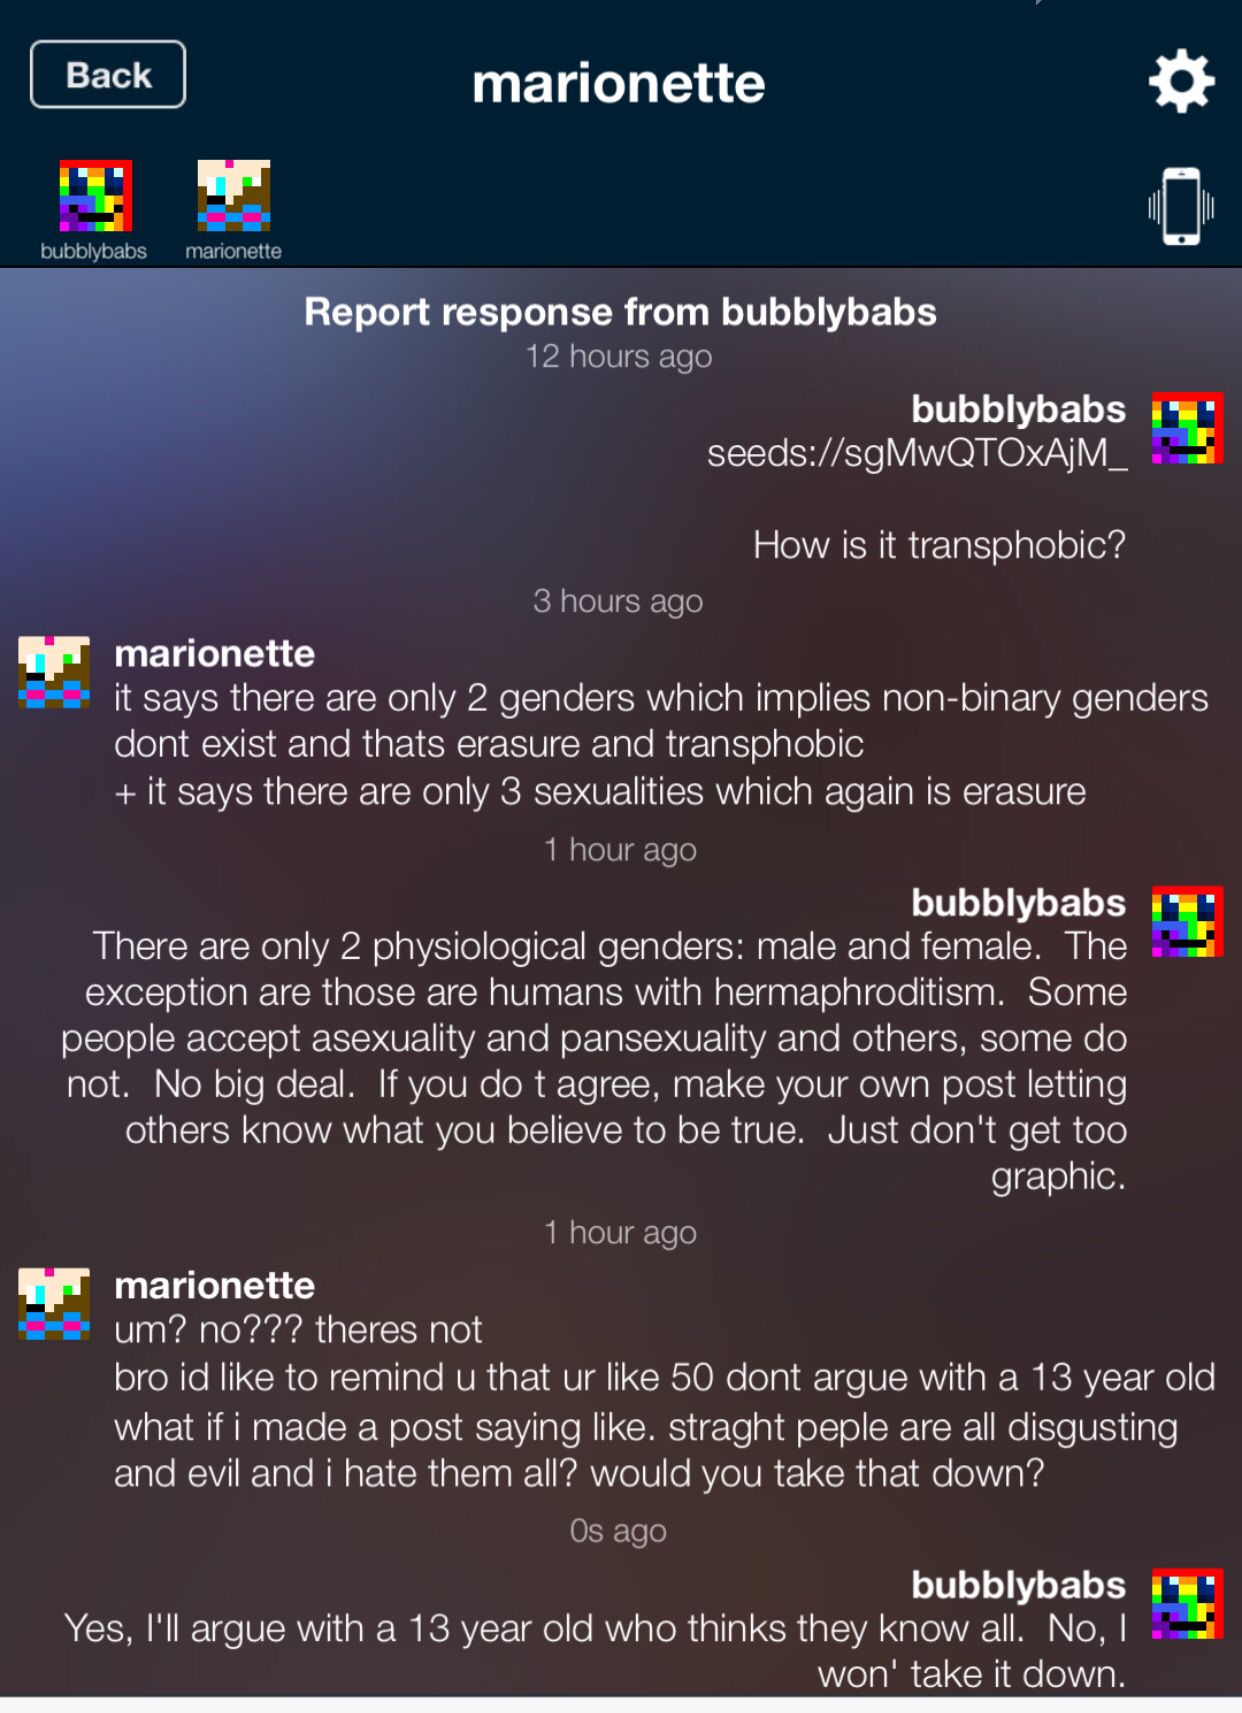 Back
marionette
bubblybabs
marionette
Report response from bubblybabs
12 hours ago
bubblybabs
seeds://sgMwQTOxAjM_
How is it transphobic?
3 hours ago
marionette
it says there are only 2 genders which implies non-binary genders
dont exist and thats erasure and transphobic
+ it says there are only 3 sexualities which again is erasure
1 hour ago
bubblybabs
There are only 2 physiological genders: male and female.  The
exception are those are humans with hermaphroditism.  Some
people accept asexuality and pansexuality and others, some do
not.  No big deal.  If you do t agree, make your own post letting
others know what you believe to be true.  Just don't get too
graphic.
1 hour ago
marionette
um? no??? theres not
bro id like to remind u that ur like 50 dont argue with a 13 year old
what if i made a post saying like. straght peple are all disgusting
and evil and i hate them all? would you take that down?
0s ago
bubblybabs
Yes, I'll argue with a 13 year old who thinks they know all.  No, I
won' take it down.